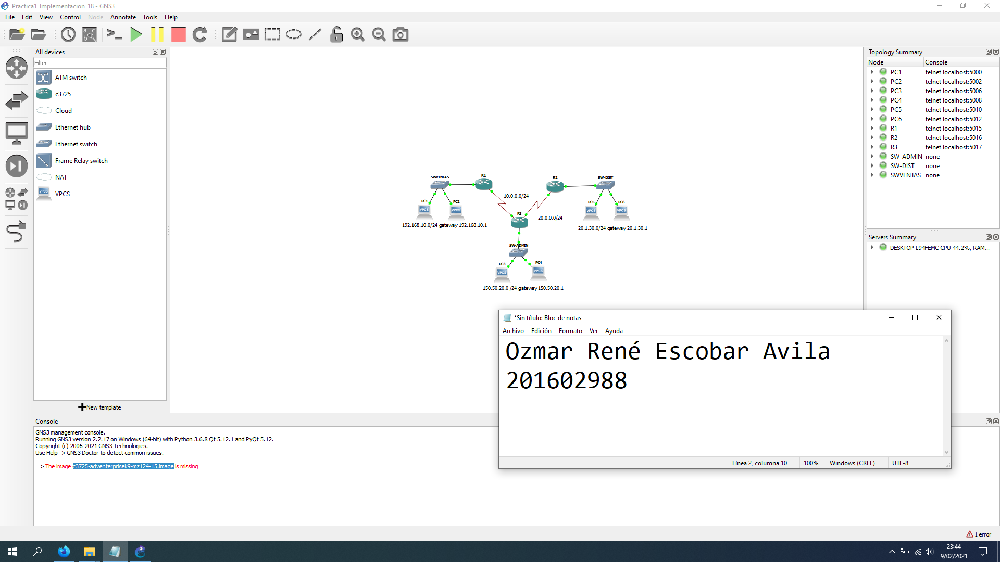 Practica1_Implementacion_18 - GNS3
File Edit View Control Node Annotate Tools Help
All devices
Filter
ATM switch
c3725
Cloud
Ethernet hub
Ethernet switch
Frame Relay switch
NAT
VPCS
New template
SWVENTAS
R1
R2
SW-DIST
10.0.0.0/24
PC1
PC2
R3
20.0.0.0/24
PC5
PC6
VPCS
VPCS
VPCS
VPCS
192.168.10.0/24 gateway 192.168.10.1
20.1.30.0/24 gateway 20.1.30.1
SW-ADMIN
PC3
PC4
VPCS
VPCS
150.50.20.0 /24 gateway 150.50.20.1
Topology Summary
Node Console
PC1 telnet localhost:5000
PC2 telnet localhost:5002
PC3 telnet localhost:5006
PC4 telnet localhost:5008
PC5 telnet localhost:5010
PC6 telnet localhost:5012
R1 telnet localhost:5015
R2 telnet localhost:5016
R3 telnet localhost:5017
SW-ADMIN none
SW-DIST none
SWVENTAS none
Servers Summary
DESKTOP-L94FEMC CPU 44.2%, RAM...
*Sin título: Bloc de notas
Archivo Edición Formato Ver Ayuda
Ozmar René Escobar Avila
201602988
Línea 2, columna 10 100% Windows (CRLF) UTF-8
Console
GNS3 management console.
Running GNS3 version 2.2.17 on Windows (64-bit) with Python 3.6.8 Qt 5.12.1 and PyQt 5.12.
Copyright (c) 2006-2021 GNS3 Technologies.
Use Help -> GNS3 Doctor to detect common issues.
=> The image c3725-adventerprisek9-mz124-15.image is missing
1 error
23:44
9/02/2021